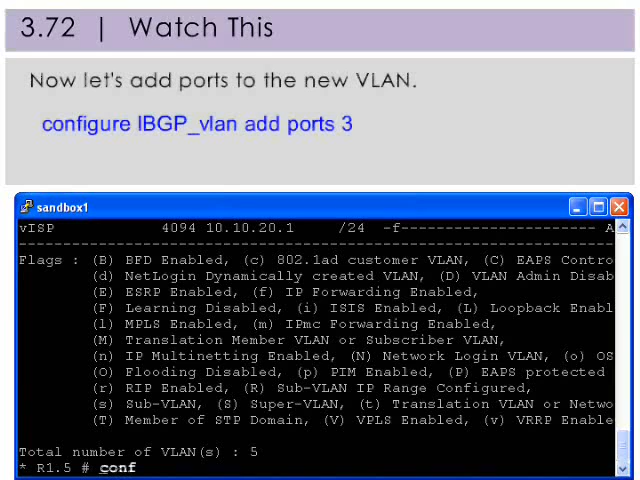 3.72 | Watch This
Now let's add ports to the new VLAN.
configure IBGP_vlan add ports 3
sandbox1
vISP 4094 10.10.20.1 /24 -f---------------------- A
--------------------------------------------------------------------
Flags : (B) BFD Enabled, (c) 802.1ad customer VLAN, (C) EAPS Contro
(d) NetLogin Dynamically created VLAN, (D) VLAN Admin Disab
(E) ESRP Enabled, (f) IP Forwarding Enabled,
(F) Learning Disabled, (i) ISIS Enabled, (L) Loopback Enabl
(l) MPLS Enabled, (m) IPmc Forwarding Enabled,
(M) Translation Member VLAN or Subscriber VLAN,
(n) IP Multinetting Enabled, (N) Network Login VLAN, (o) OS
(O) Flooding Disabled, (p) PIM Enabled, (P) EAPS protected
(r) RIP Enabled, (R) Sub-VLAN IP Range Configured,
(s) Sub-VLAN, (S) Super-VLAN, (t) Translation VLAN or Netwo
(T) Member of STP Domain, (V) VPLS Enabled, (v) VRRP Enable
Total number of VLAN(s) : 5
* R1.5 # conf